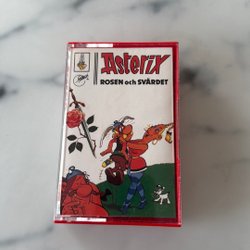 Asterix
ROSEN och SVÄRDET